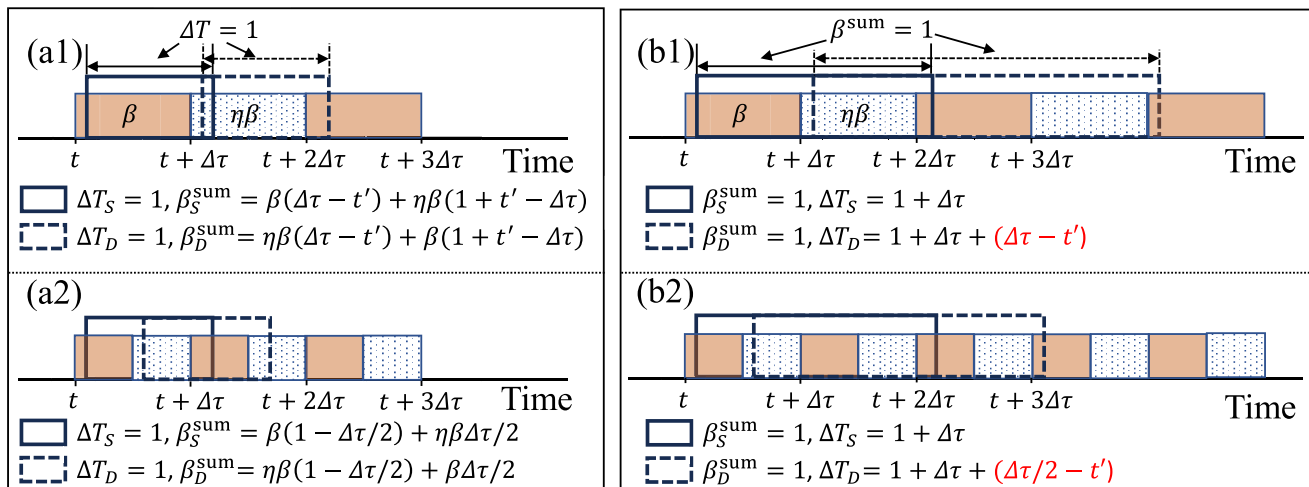 (a1) ΔT = 1
β ηβ
t t + Δτ t + 2Δτ t + 3Δτ Time
ΔT_S = 1, β_S^sum = β(Δτ − t′) + ηβ(1 + t′ − Δτ)
ΔT_D = 1, β_D^sum = ηβ(Δτ − t′) + β(1 + t′ − Δτ)
(a2)
t t + Δτ t + 2Δτ t + 3Δτ Time
ΔT_S = 1, β_S^sum = β(1 − Δτ/2) + ηβΔτ/2
ΔT_D = 1, β_D^sum = ηβ(1 − Δτ/2) + βΔτ/2
(b1) β^sum = 1
β ηβ
t t + Δτ t + 2Δτ t + 3Δτ Time
β_S^sum = 1, ΔT_S = 1 + Δτ
β_D^sum = 1, ΔT_D = 1 + Δτ + (Δτ − t′)
(b2)
t t + Δτ t + 2Δτ t + 3Δτ Time
β_S^sum = 1, ΔT_S = 1 + Δτ
β_D^sum = 1, ΔT_D = 1 + Δτ + (Δτ/2 − t′)